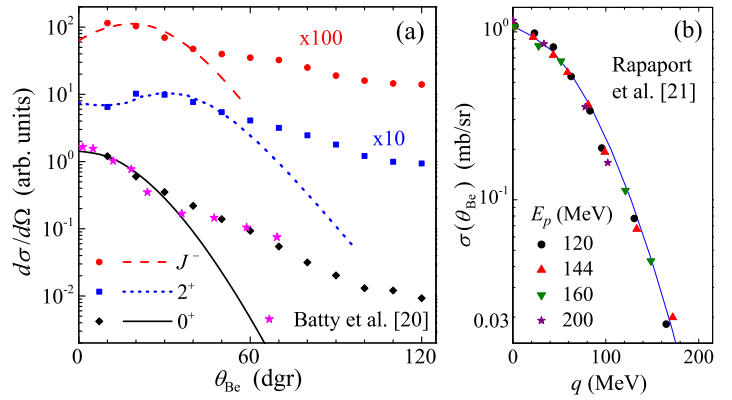 (a)
x100
x10
10²
10¹
10⁰
10⁻¹
10⁻²
dσ/dΩ (arb. units)
J⁻
2⁺
0⁺
Batty et al. [20]
0
30
60
90
120
θ_Be (dgr)
(b)
Rapaport
et al. [21]
10⁰
10⁻¹
0.03
σ(θ_Be) (mb/sr)
E_p (MeV)
120
144
160
200
0
100
200
q (MeV)